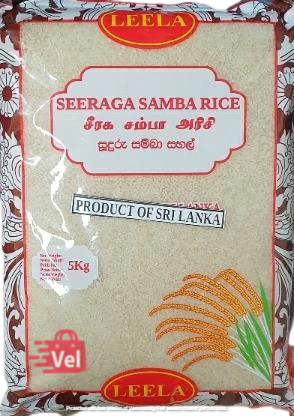 LEELA
SEERAGA SAMBA RICE
சீரக சம்பா அரிசி
සුදුරු සම්බා සහල්
PRODUCT OF SRI LANKA
5Kg
Vel
LEELA